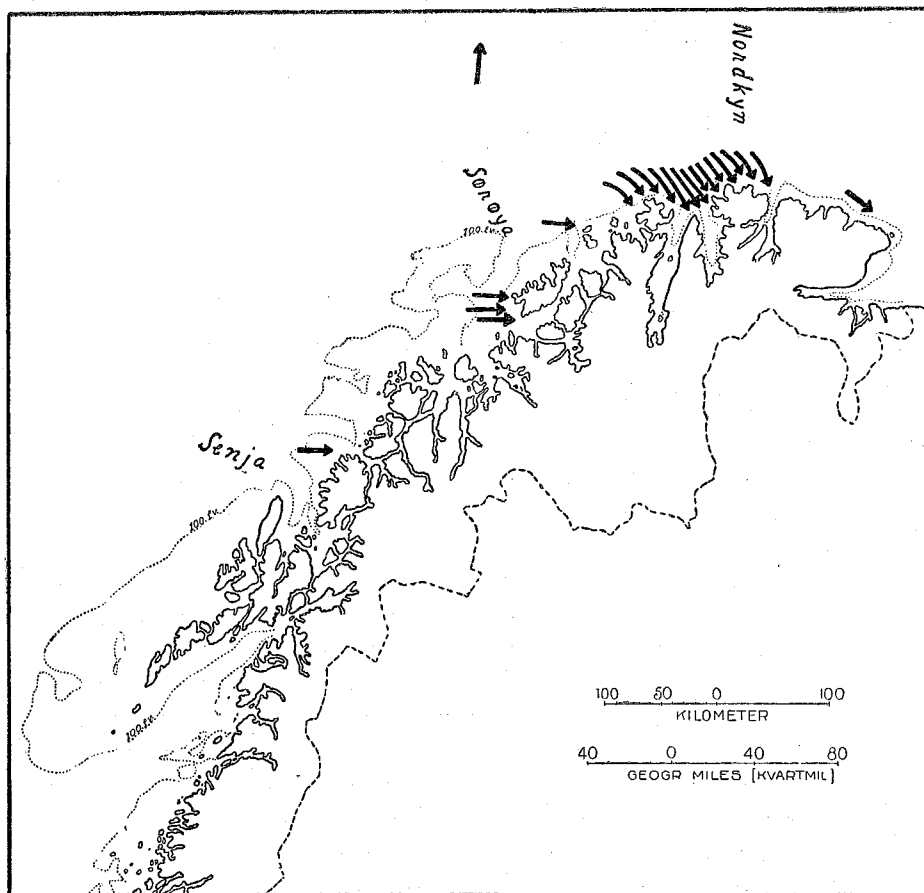 Nordkyn
Sørøya
100.f.v.
Senja
100.f.v.
100.f.v.
100 50 0 100
KILOMETER
40 0 40 80
GEOGR MILES [KVARTMIL]